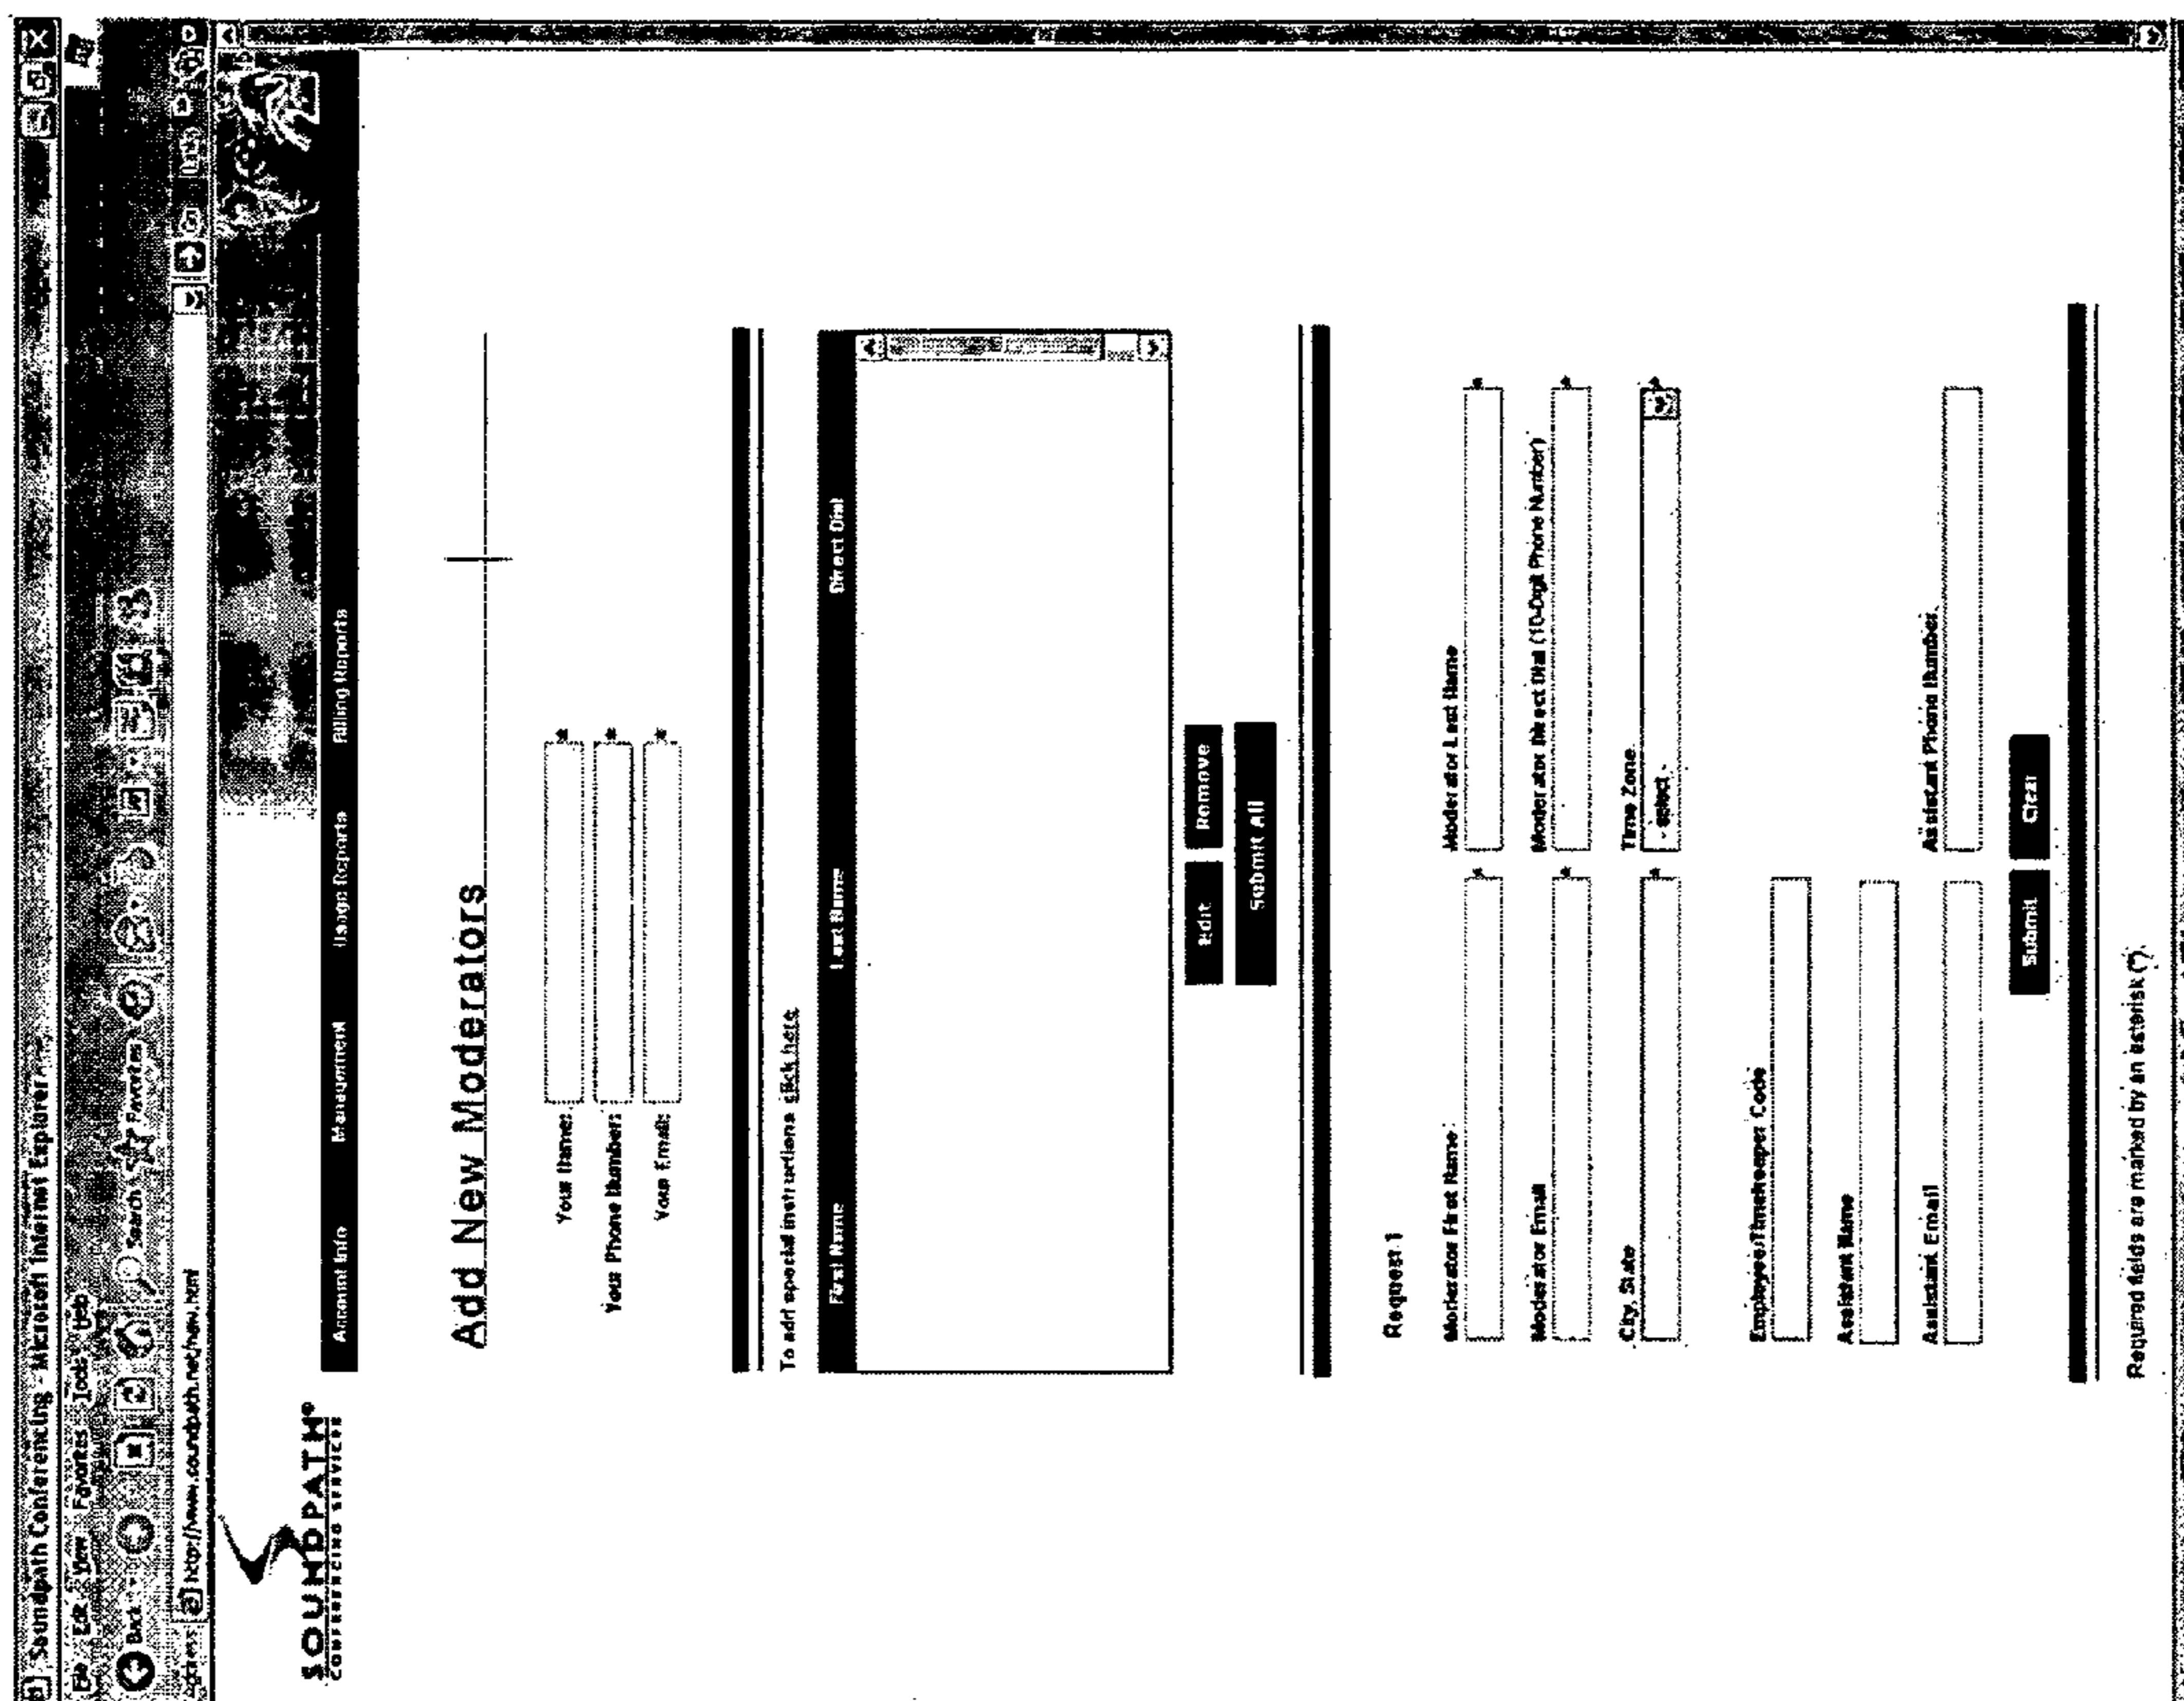 Soundpath Conferencing - Microsoft Internet Explorer
File Edit View Favorites Tools Help
Back Search Favorites
Address http://www.soundpath.net/new.html
SOUNDPATH®
CONFERENCING SERVICES
Account Info Management Usage Reports Billing Reports
Add New Moderators
Your Name: *
Your Phone Number: *
Your Email: *
To add special instructions click here
First Name Last Name Direct Dial
Edit Remove
Submit All
Request 1
Moderator First Name Moderator Last Name
* *
Moderator Email Moderator Direct Dial (10-Digit Phone Number)
* *
City, State Time Zone
* - select - *
Employee/Timekeeper Code
Assistant Name
Assistant Email Assistant Phone Number
Submit Clear
Required fields are marked by an asterisk (*).